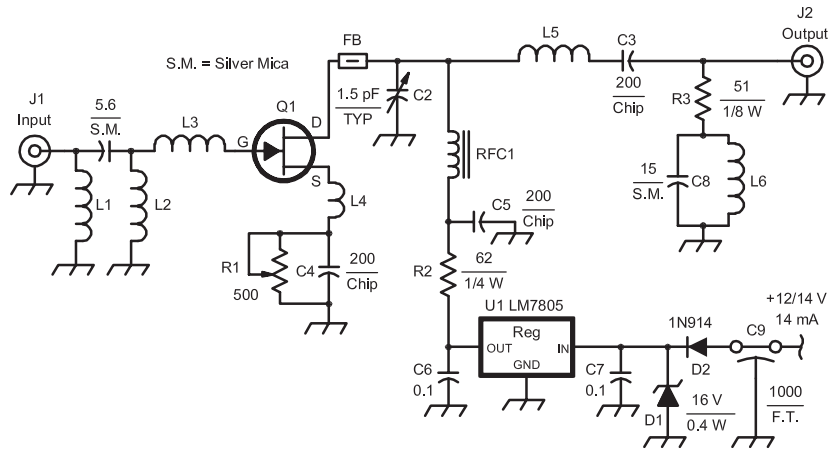 S.M. = Silver Mica
J1
Input
5.6
S.M.
L1
L2
L3
Q1
G
D
S
FB
1.5 pF
TYP
C2
L4
R1
500
C4
200
Chip
L5
C3
200
Chip
J2
Output
R3
51
1/8 W
15
S.M.
C8
L6
RFC1
C5
200
Chip
R2
62
1/4 W
U1 LM7805
Reg
OUT
IN
GND
C6
0.1
C7
0.1
1N914
D2
D1
16 V
0.4 W
C9
1000
F.T.
+12/14 V
14 mA